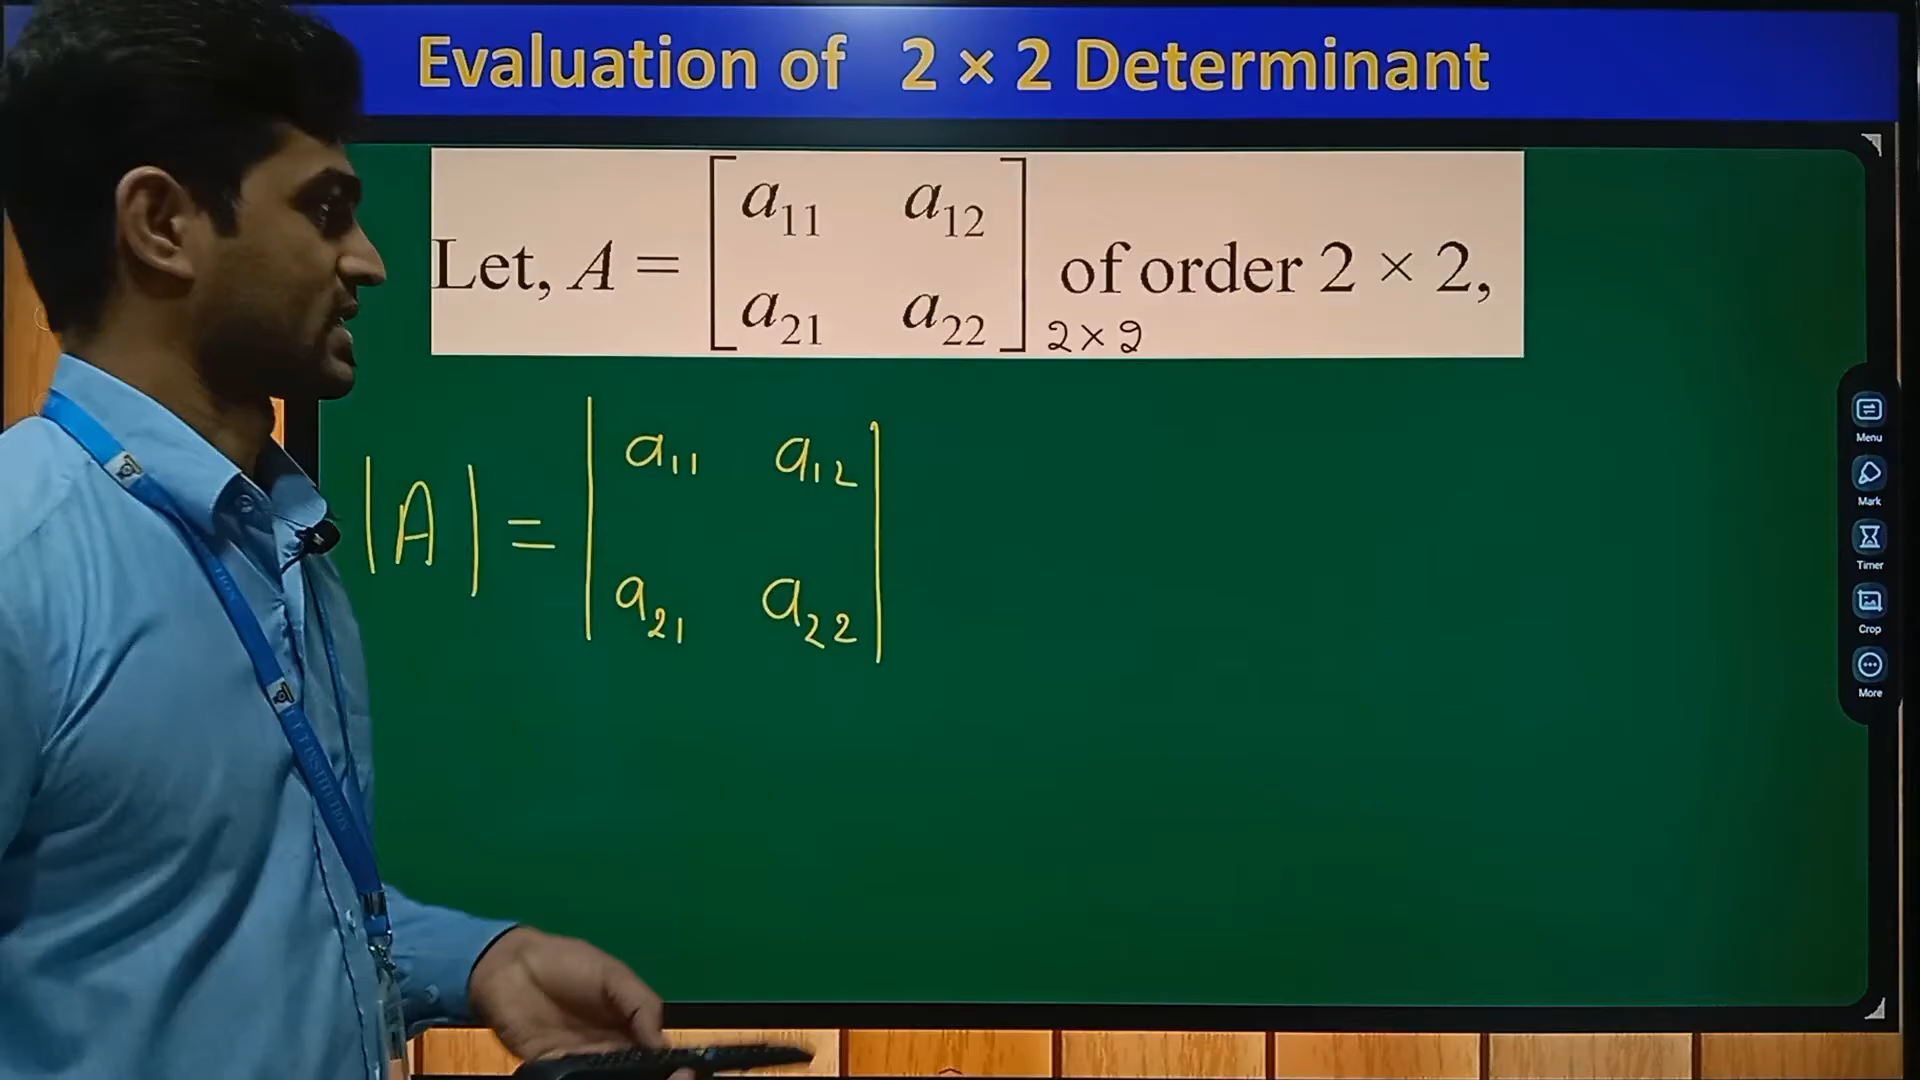 Evaluation of 2 × 2 Determinant
Let, A = [a₁₁ a₁₂
a₂₁ a₂₂] of order 2 × 2,
2×2
|A| = |a₁₁ a₁₂
a₂₁ a₂₂|
Menu
Mark
Timer
Crop
More
INSTITUTION